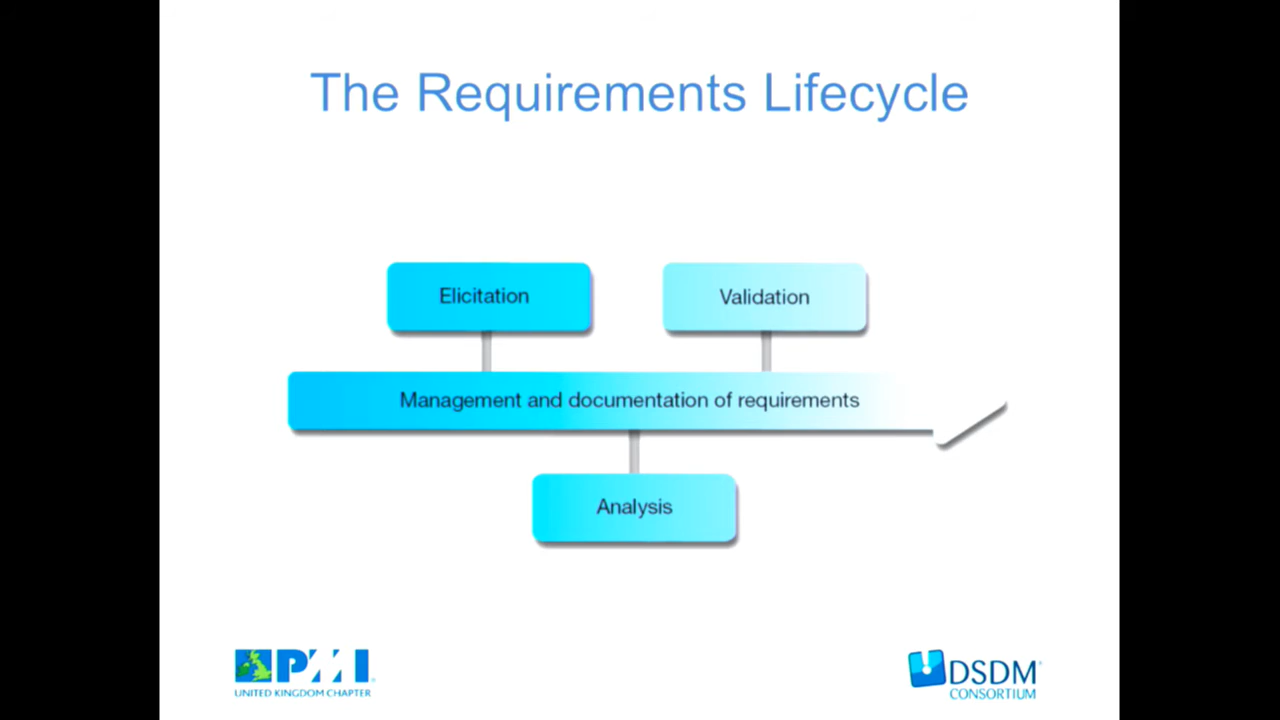 The Requirements Lifecycle
Elicitation
Validation
Management and documentation of requirements
Analysis
PMI
UNITED KINGDOM CHAPTER
DSDM
CONSORTIUM